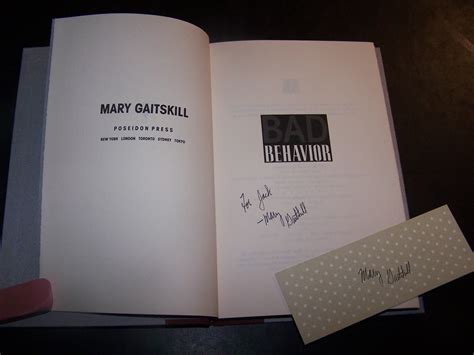 MARY GAITSKILL
POSEIDON PRESS
NEW YORK LONDON TORONTO SYDNEY TOKYO
BAD
BEHAVIOR
For Jack
—Mary Gaitskill
Mary Gaitskill